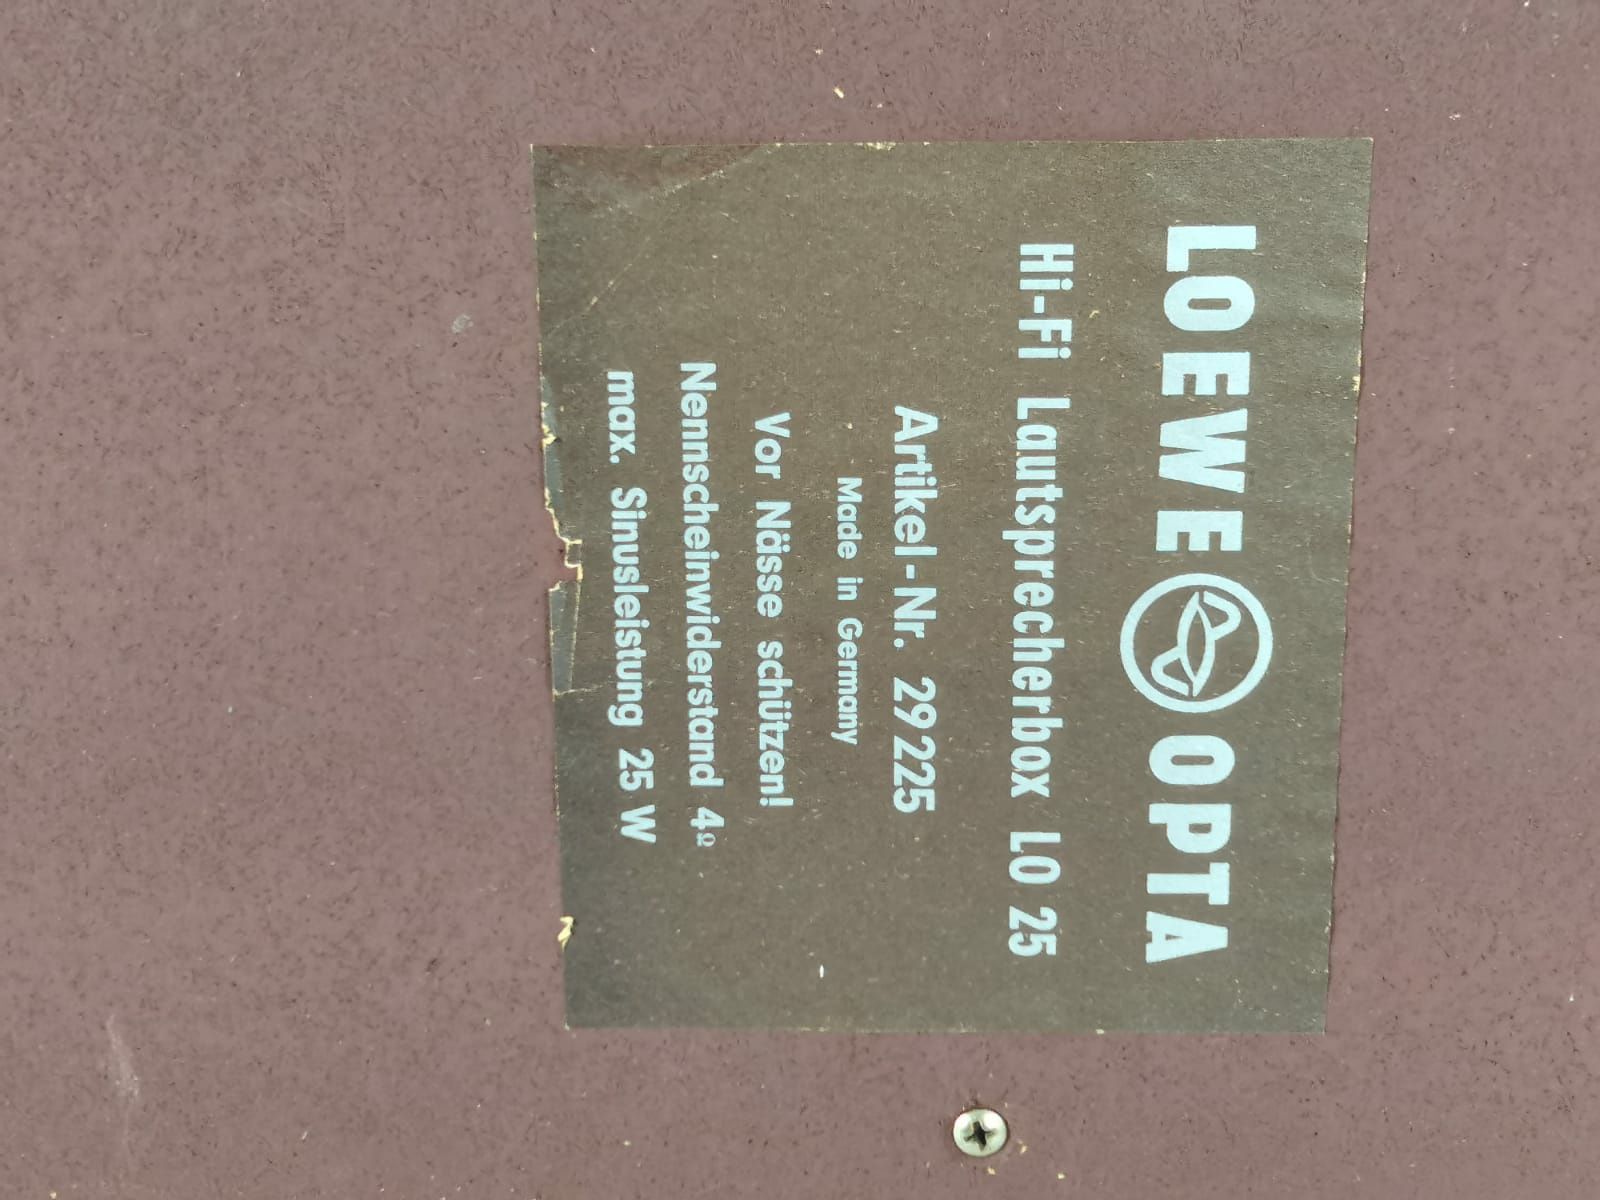 LOEWE OPTA
Hi-Fi Lautsprecherbox LO 25
Artikel-Nr. 29 225
Made in Germany
Vor Nässe schützen!
Nennscheinwiderstand 4Ω
max. Sinusleistung 25 W